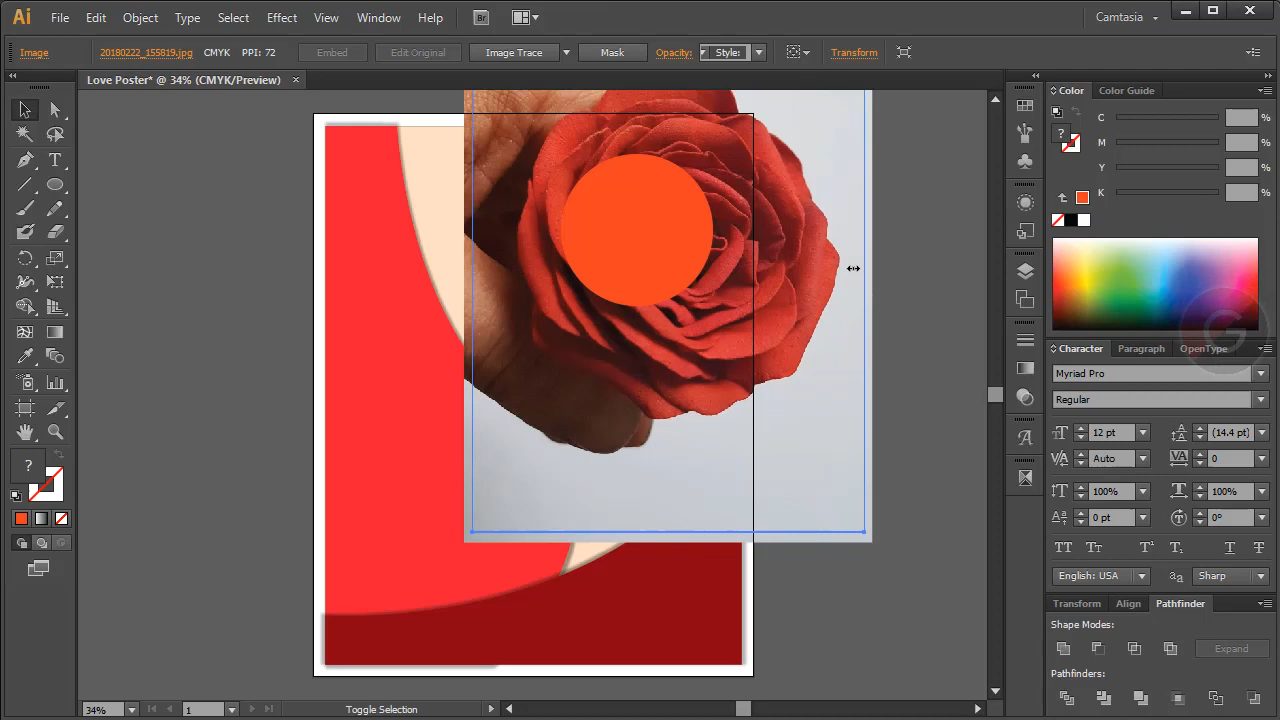 Ai File Edit Object Type Select Effect View Window Help Br Camtasia
Image 20180222_155819.jpg CMYK PPI: 72 Embed Edit Original Image Trace Mask Opacity: Style: Transform
Love Poster* @ 34% (CMYK/Preview)
Color Color Guide
C %
M %
Y %
K %
Character Paragraph OpenType
Myriad Pro
Regular
12 pt (14.4 pt)
Auto 0
100% 100%
0 pt 0°
English: USA Sharp
Transform Align Pathfinder
Shape Modes:
Expand
Pathfinders:
34% 1 Toggle Selection